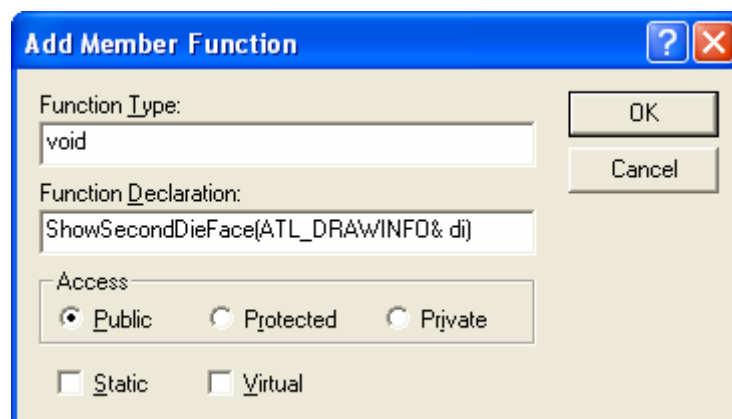 Add Member Function
Function Type:
OK
void
Cancel
Function Declaration:
ShowSecondDieFace(ATL_DRAWINFO& di)
Access
Public Protected Private
Static Virtual